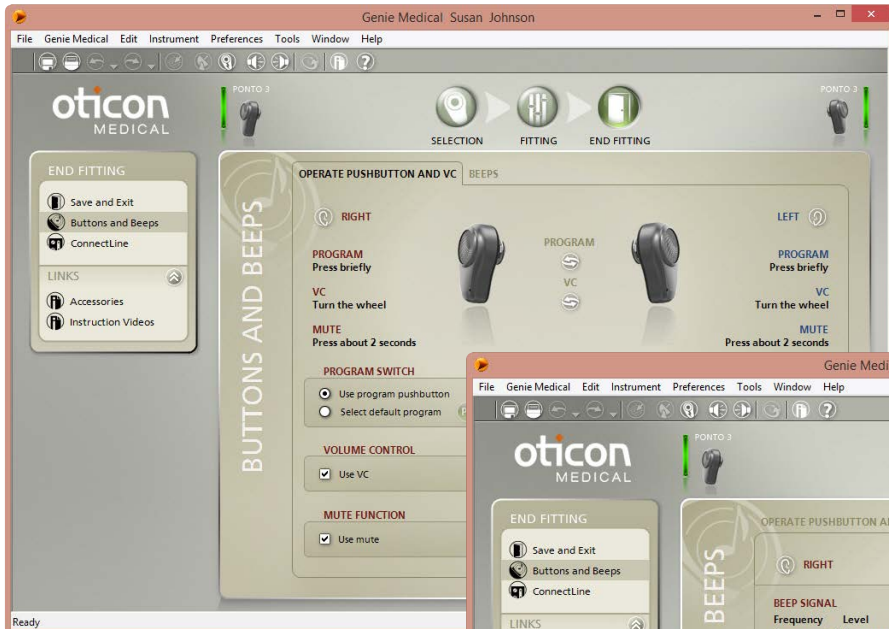 Genie Medical Susan Johnson
File Genie Medical Edit Instrument Preferences Tools Window Help
oticon
MEDICAL
PONTO 3
PONTO 3
SELECTION FITTING END FITTING
END FITTING
Save and Exit
Buttons and Beeps
ConnectLine
LINKS
Accessories
Instruction Videos
BUTTONS AND BEEPS
OPERATE PUSHBUTTON AND VC BEEPS
RIGHT
LEFT
PROGRAM
Press briefly
VC
Turn the wheel
MUTE
Press about 2 seconds
PROGRAM
VC
PROGRAM
Press briefly
VC
Turn the wheel
MUTE
Press about 2 seconds
PROGRAM SWITCH
Use program pushbutton
Select default program
VOLUME CONTROL
Use VC
MUTE FUNCTION
Use mute
Ready
Genie Medi
File Genie Medical Edit Instrument Preferences Tools Window Help
oticon
MEDICAL
PONTO 3
END FITTING
Save and Exit
Buttons and Beeps
ConnectLine
LINKS
BEEPS
OPERATE PUSHBUTTON A
RIGHT
BEEP SIGNAL
Frequency Level